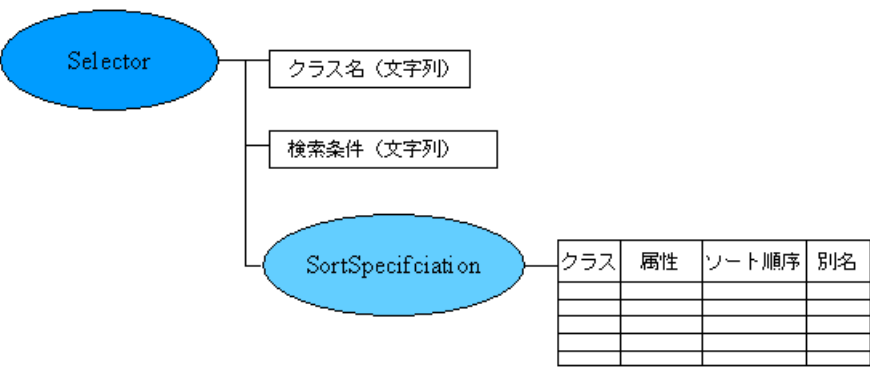 Selector
クラス名（文字列）
検索条件（文字列）
SortSpecifciation
クラス 属性 ソート順序 別名